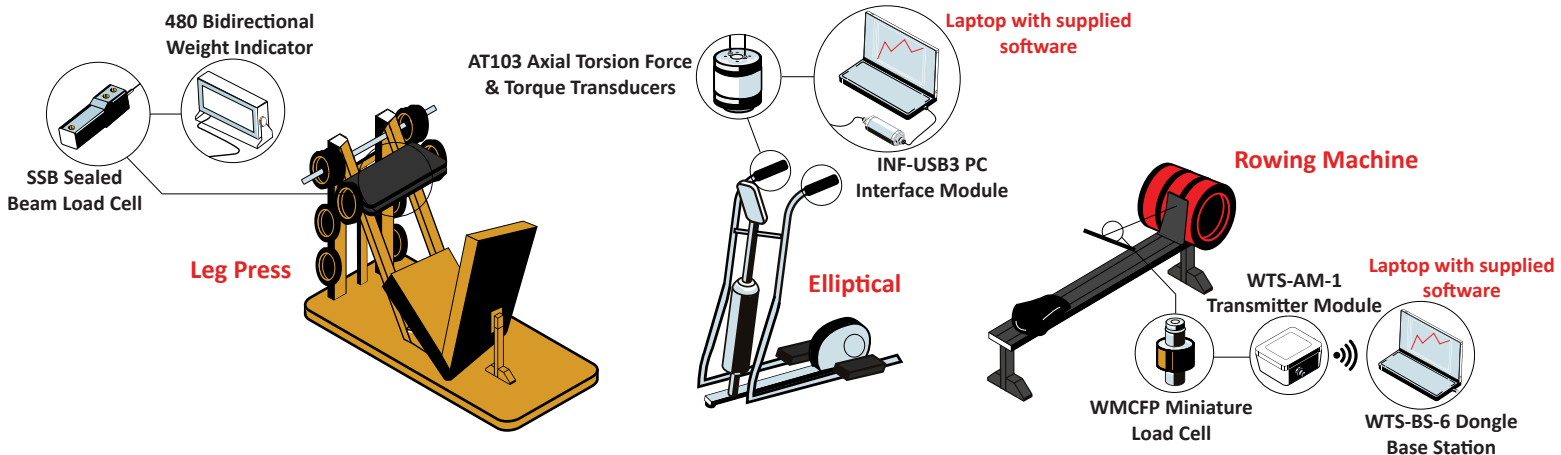 480 Bidirectional
Weight Indicator
SSB Sealed
Beam Load Cell
Leg Press
AT103 Axial Torsion Force
& Torque Transducers
Laptop with supplied
software
INF-USB3 PC
Interface Module
Elliptical
Rowing Machine
WTS-AM-1
Transmitter Module
Laptop with supplied
software
WMCFP Miniature
Load Cell
WTS-BS-6 Dongle
Base Station